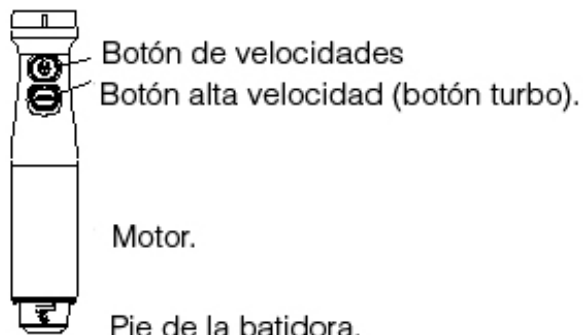 Botón de velocidades
Botón alta velocidad (botón turbo).
Motor.
Pie de la batidora.